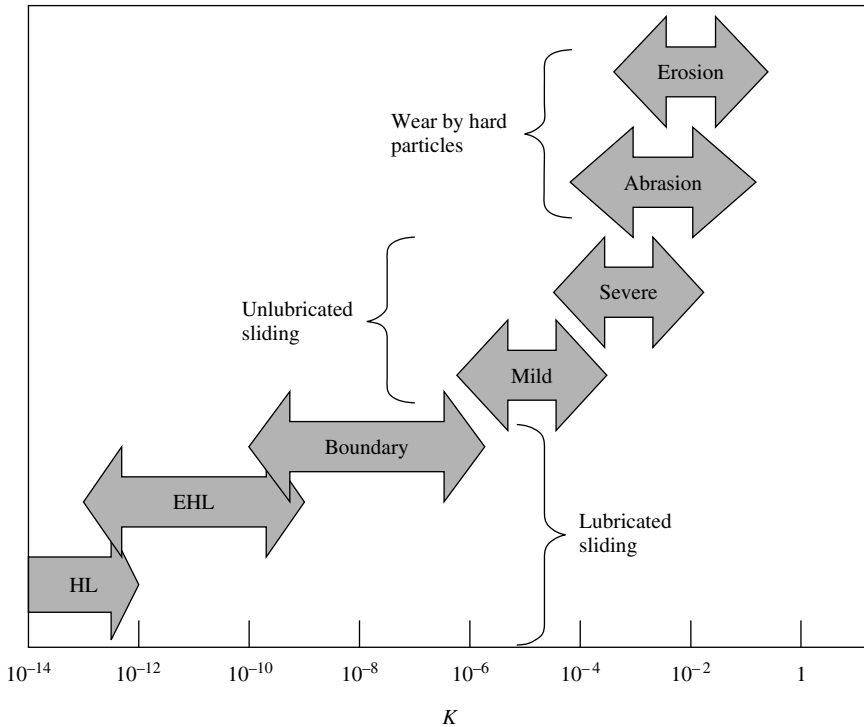 Erosion
Wear by hard
particles
Abrasion
Severe
Unlubricated
sliding
Mild
Boundary
EHL
Lubricated
sliding
HL
10⁻¹⁴ 10⁻¹² 10⁻¹⁰ 10⁻⁸ 10⁻⁶ 10⁻⁴ 10⁻² 1
K